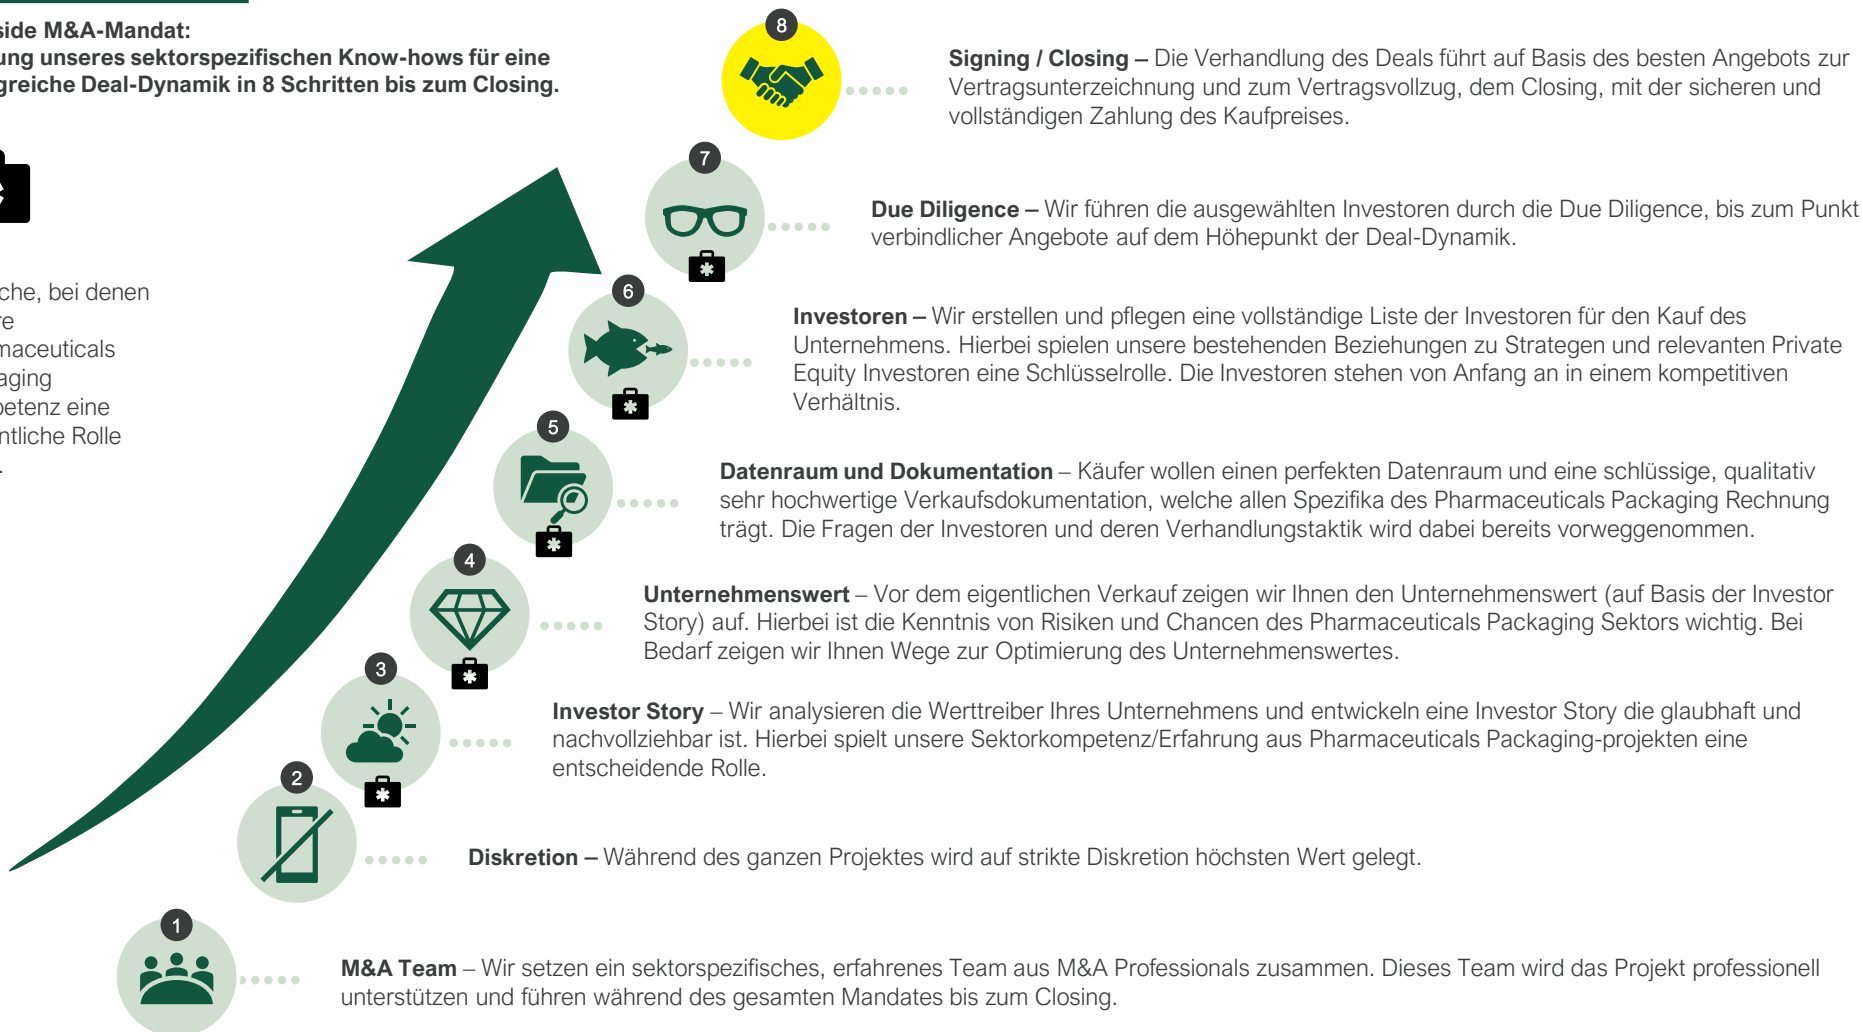 side M&A-Mandat:
ung unseres sektorspezifischen Know-hows für eine
greiche Deal-Dynamik in 8 Schritten bis zum Closing.
che, bei denen
re
maceuticals
aging
petenz eine
ntliche Rolle
.
8
Signing / Closing – Die Verhandlung des Deals führt auf Basis des besten Angebots zur
Vertragsunterzeichnung und zum Vertragsvollzug, dem Closing, mit der sicheren und
vollständigen Zahlung des Kaufpreises.
7
Due Diligence – Wir führen die ausgewählten Investoren durch die Due Diligence, bis zum Punkt
verbindlicher Angebote auf dem Höhepunkt der Deal-Dynamik.
6
Investoren – Wir erstellen und pflegen eine vollständige Liste der Investoren für den Kauf des
Unternehmens. Hierbei spielen unsere bestehenden Beziehungen zu Strategen und relevanten Private
Equity Investoren eine Schlüsselrolle. Die Investoren stehen von Anfang an in einem kompetitiven
Verhältnis.
5
Datenraum und Dokumentation – Käufer wollen einen perfekten Datenraum und eine schlüssige, qualitativ
sehr hochwertige Verkaufsdokumentation, welche allen Spezifika des Pharmaceuticals Packaging Rechnung
trägt. Die Fragen der Investoren und deren Verhandlungstaktik wird dabei bereits vorweggenommen.
4
Unternehmenswert – Vor dem eigentlichen Verkauf zeigen wir Ihnen den Unternehmenswert (auf Basis der Investor
Story) auf. Hierbei ist die Kenntnis von Risiken und Chancen des Pharmaceuticals Packaging Sektors wichtig. Bei
Bedarf zeigen wir Ihnen Wege zur Optimierung des Unternehmenswertes.
3
Investor Story – Wir analysieren die Werttreiber Ihres Unternehmens und entwickeln eine Investor Story die glaubhaft und
nachvollziehbar ist. Hierbei spielt unsere Sektorkompetenz/Erfahrung aus Pharmaceuticals Packaging-projekten eine
entscheidende Rolle.
2
Diskretion – Während des ganzen Projektes wird auf strikte Diskretion höchsten Wert gelegt.
1
M&A Team – Wir setzen ein sektorspezifisches, erfahrenes Team aus M&A Professionals zusammen. Dieses Team wird das Projekt professionell
unterstützen und führen während des gesamten Mandates bis zum Closing.